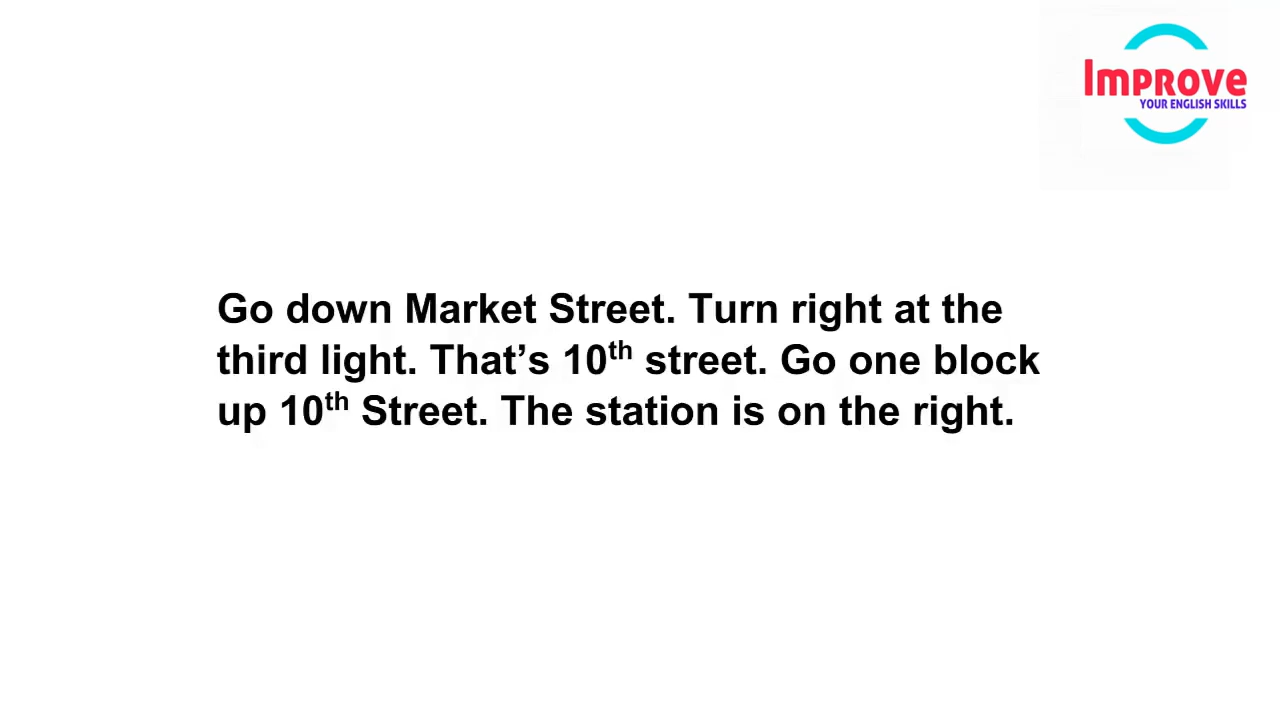 Improve
YOUR ENGLISH SKILLS
Go down Market Street. Turn right at the
third light. That’s 10th street. Go one block
up 10th Street. The station is on the right.